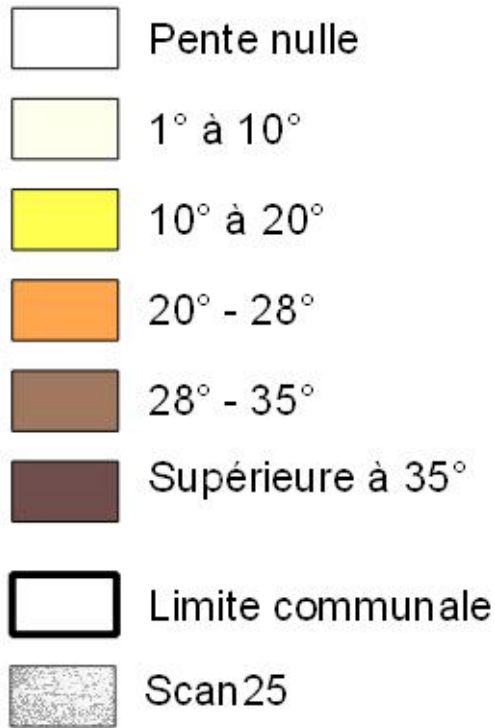 Pente nulle
1° à 10°
10° à 20°
20° - 28°
28° - 35°
Supérieure à 35°
Limite communale
Scan25